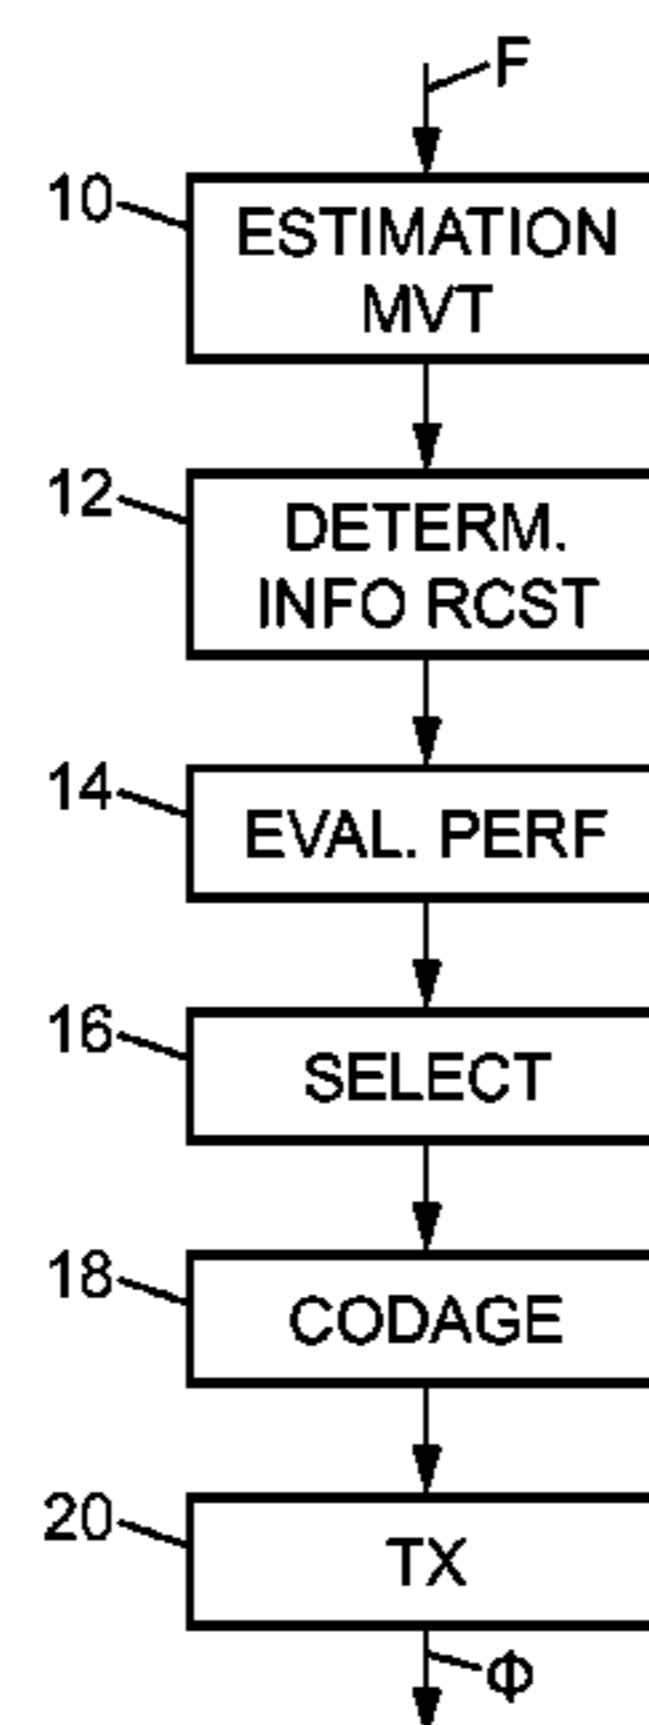 F
10
ESTIMATION
MVT
12
DETERM.
INFO RCST
14
EVAL. PERF
16
SELECT
18
CODAGE
20
TX
Φ